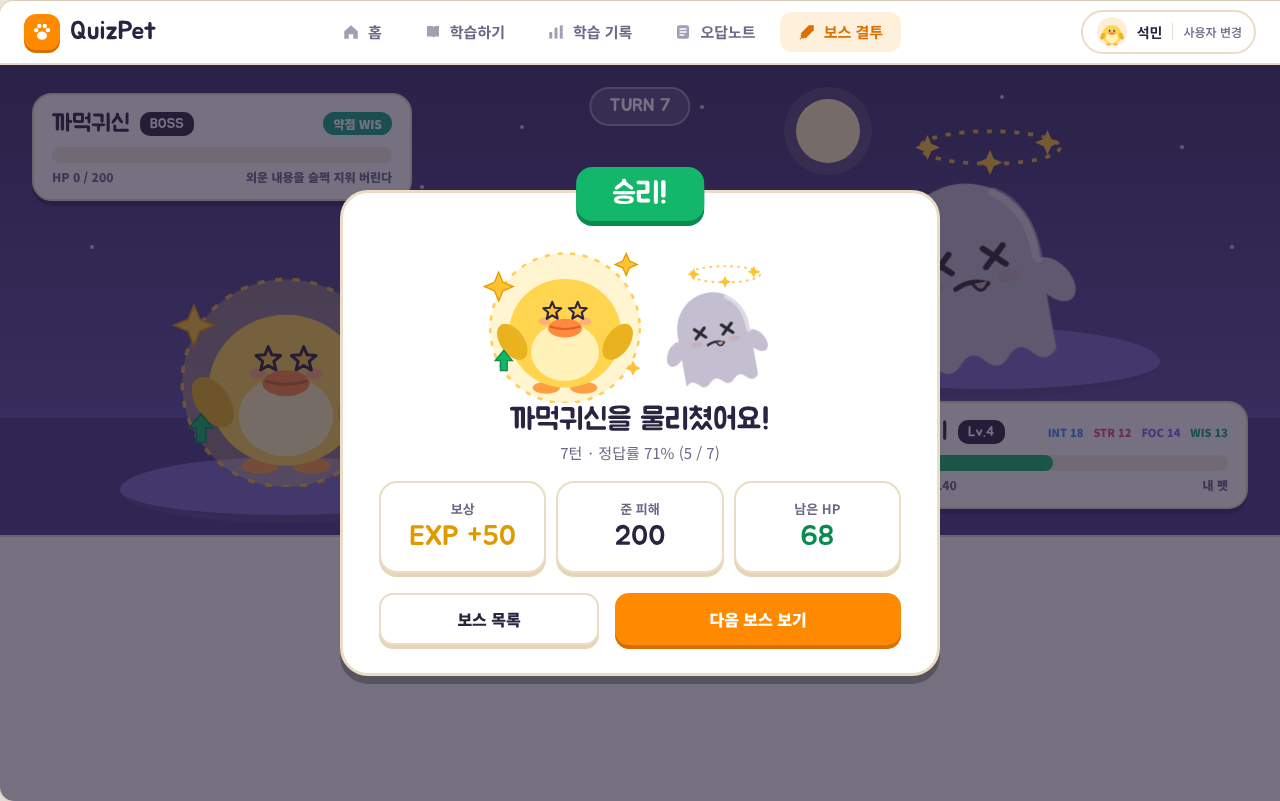 QuizPet
홈
학습하기
학습 기록
오답노트
보스 결투
석민
사용자 변경
까먹귀신
BOSS
약점 WIS
HP 0 / 200
외운 내용을 슬쩍 지워 버린다
TURN 7
승리!
까먹귀신을 물리쳤어요!
7턴 · 정답률 71% (5 / 7)
보상
EXP +50
준 피해
200
남은 HP
68
보스 목록
다음 보스 보기
Lv.4
INT 18
STR 12
FOC 14
WIS 13
내 펫